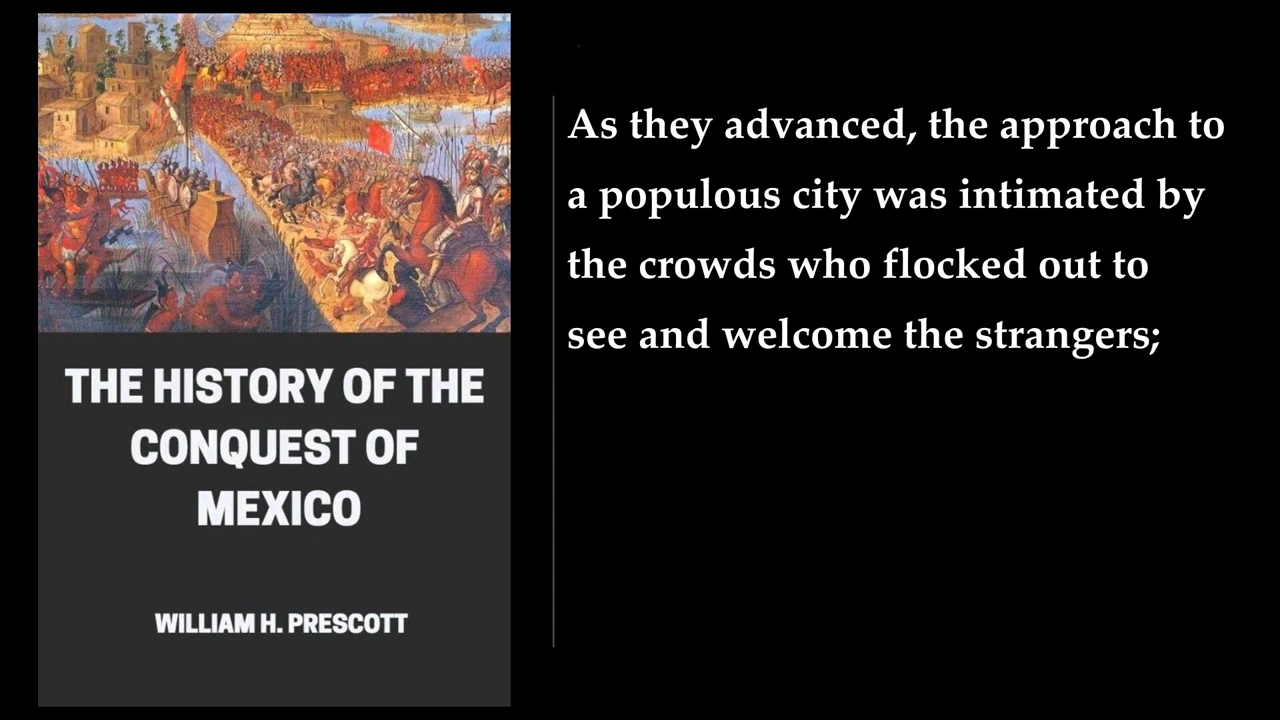 THE HISTORY OF THE
CONQUEST OF
MEXICO
WILLIAM H. PRESCOTT
As they advanced, the approach to
a populous city was intimated by
the crowds who flocked out to
see and welcome the strangers;